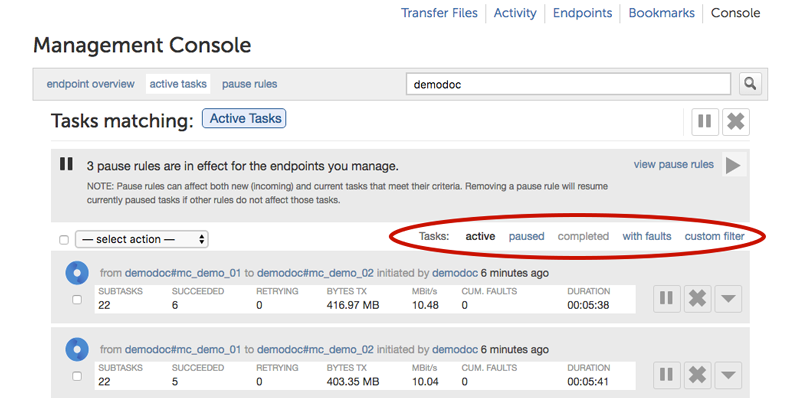 Transfer Files Activity Endpoints Bookmarks Console
Management Console
endpoint overview active tasks pause rules demodoc
Tasks matching: Active Tasks
3 pause rules are in effect for the endpoints you manage. view pause rules
NOTE: Pause rules can affect both new (incoming) and current tasks that meet their criteria. Removing a pause rule will resume
currently paused tasks if other rules do not affect those tasks.
— select action — Tasks: active paused completed with faults custom filter
from demodoc#mc_demo_01 to demodoc#mc_demo_02 initiated by demodoc 6 minutes ago
SUBTASKS SUCCEEDED RETRYING BYTES TX MBit/s CUM. FAULTS DURATION
22 6 0 416.97 MB 10.48 0 00:05:38
from demodoc#mc_demo_01 to demodoc#mc_demo_02 initiated by demodoc 6 minutes ago
SUBTASKS SUCCEEDED RETRYING BYTES TX MBit/s CUM. FAULTS DURATION
22 5 0 403.35 MB 10.04 0 00:05:41